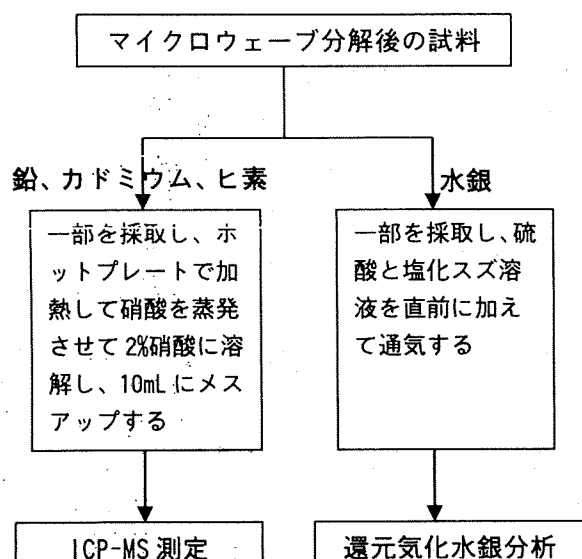 マイクロウェーブ分解後の試料
鉛、カドミウム、ヒ素
水銀
一部を採取し、ホ
ットプレートで加
熱して硝酸を蒸発
させて2%硝酸に溶
解し、10mLにメス
アップする
一部を採取し、硫
酸と塩化スズ溶
液を直前に加え
て通気する
ICP-MS測定
還元気化水銀分析